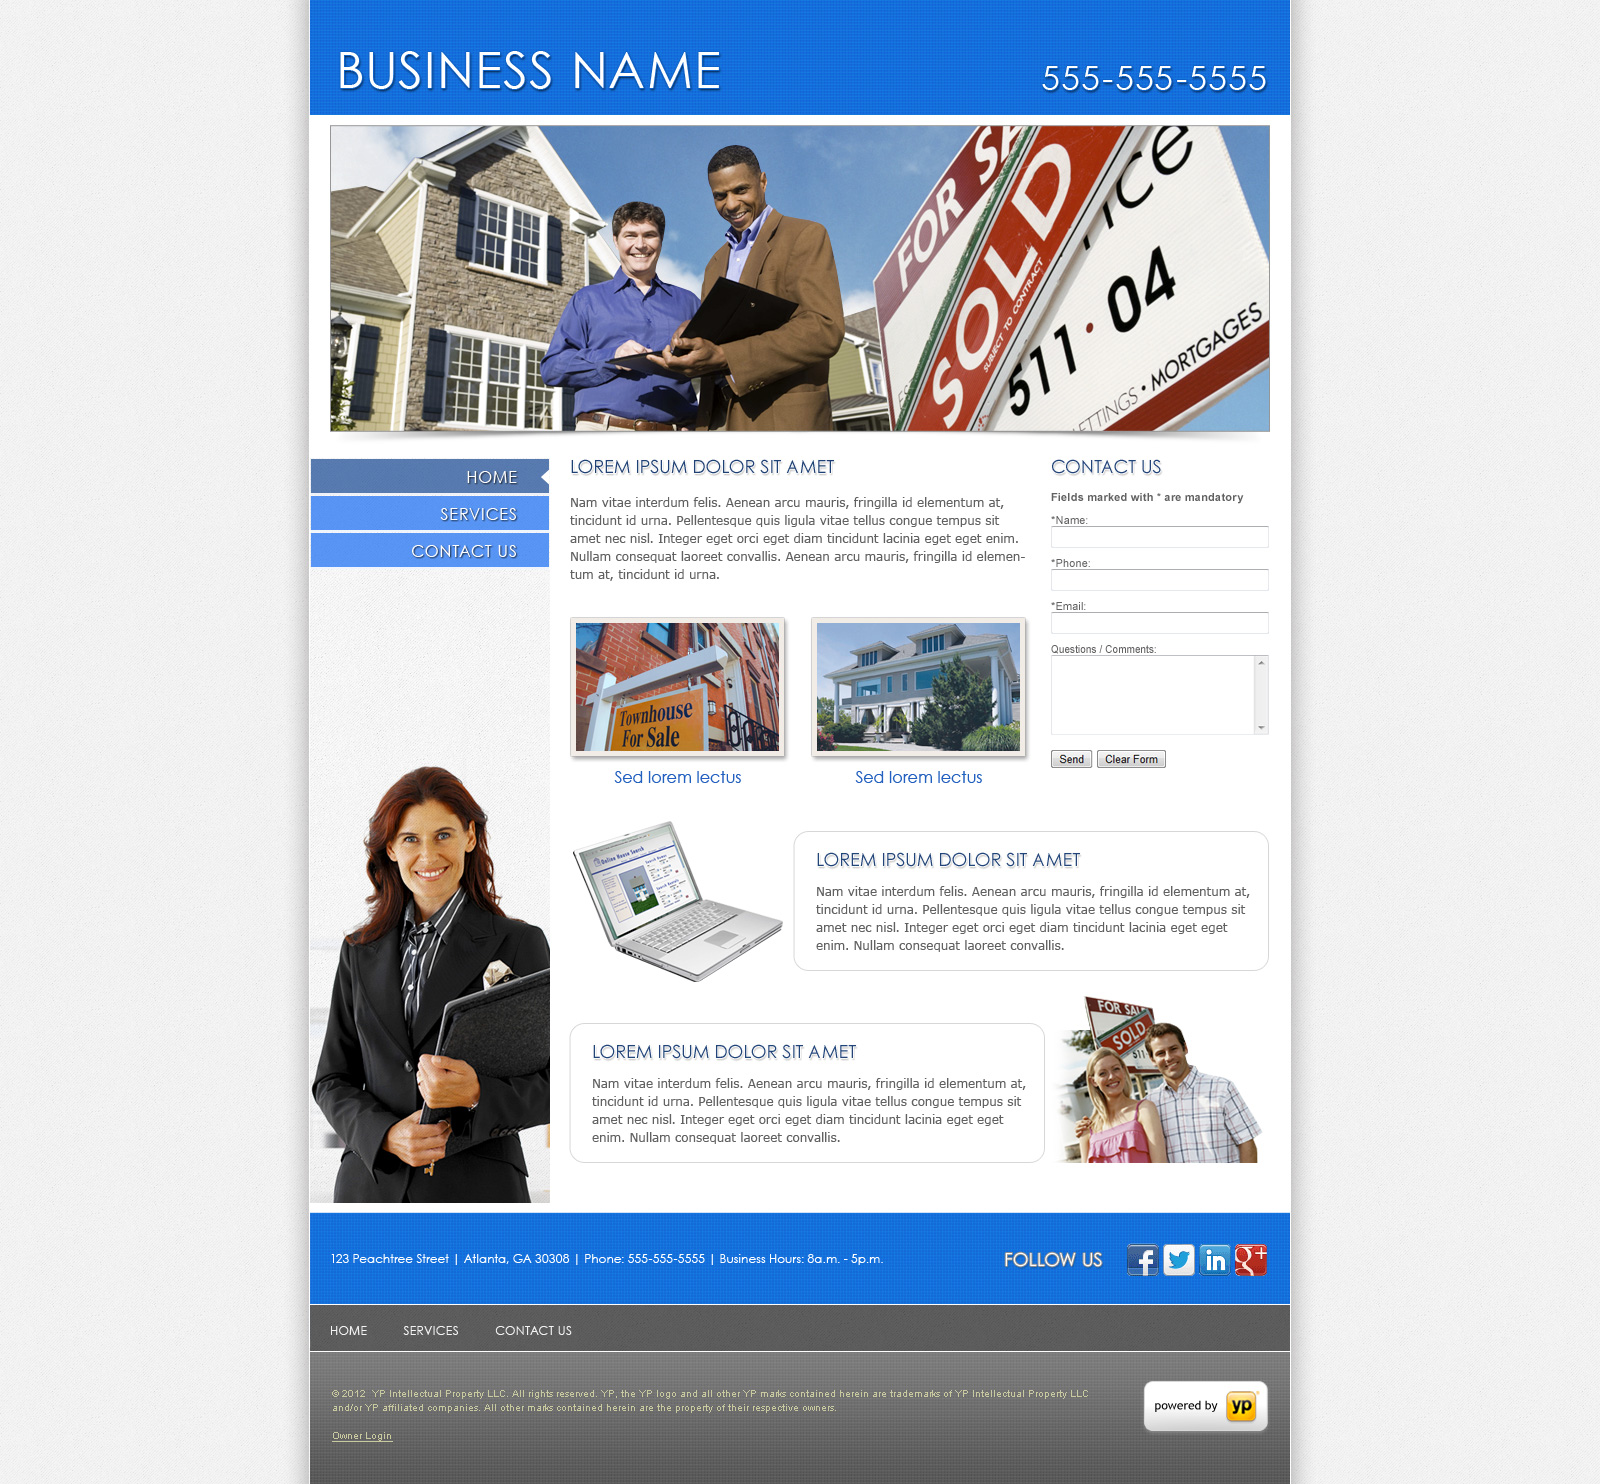 BUSINESS NAME
555-555-5555
FOR
SOLD
SUBJECT TO CONTRACT
511·04
• MORTGAGES
HOME
SERVICES
CONTACT US
LOREM IPSUM DOLOR SIT AMET
Nam vitae interdum felis. Aenean arcu mauris, fringilla id elementum at,
tincidunt id urna. Pellentesque quis ligula vitae tellus congue tempus sit
amet nec nisl. Integer eget orci eget diam tincidunt lacinia eget eget enim.
Nullam consequat laoreet convallis. Aenean arcu mauris, fringilla id elemen-
tum at, tincidunt id urna.
Townhouse
For Sale
Sed lorem lectus
Sed lorem lectus
CONTACT US
Fields marked with * are mandatory
*Name:
*Phone:
*Email:
Questions / Comments:
Send
Clear Form
Online House Search
LOREM IPSUM DOLOR SIT AMET
Nam vitae interdum felis. Aenean arcu mauris, fringilla id elementum at,
tincidunt id urna. Pellentesque quis ligula vitae tellus congue tempus sit
amet nec nisl. Integer eget orci eget diam tincidunt lacinia eget eget
enim. Nullam consequat laoreet convallis.
LOREM IPSUM DOLOR SIT AMET
Nam vitae interdum felis. Aenean arcu mauris, fringilla id elementum at,
tincidunt id urna. Pellentesque quis ligula vitae tellus congue tempus sit
amet nec nisl. Integer eget orci eget diam tincidunt lacinia eget eget
enim. Nullam consequat laoreet convallis.
FOR SALE
SOLD
511
123 Peachtree Street | Atlanta, GA 30308 | Phone: 555-555-5555 | Business Hours: 8a.m. - 5p.m.
FOLLOW US
HOME
SERVICES
CONTACT US
© 2012 YP Intellectual Property LLC. All rights reserved. YP, the YP logo and all other YP marks contained herein are trademarks of YP Intellectual Property LLC
and/or YP affiliated companies. All other marks contained herein are the property of their respective owners.
Owner Login
powered by yp